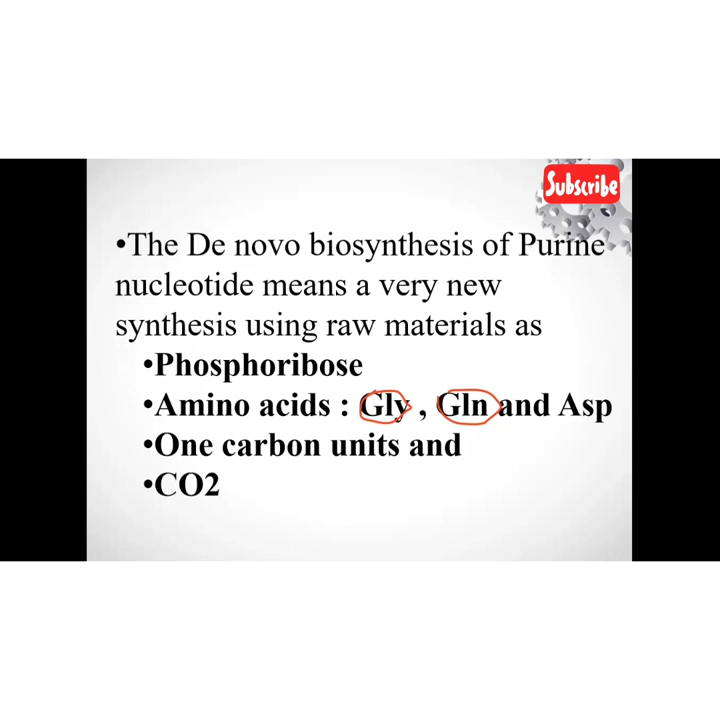 Subscribe
•The De novo biosynthesis of Purine
nucleotide means a very new
synthesis using raw materials as
•Phosphoribose
•Amino acids : Gly , Gln and Asp
•One carbon units and
•CO2